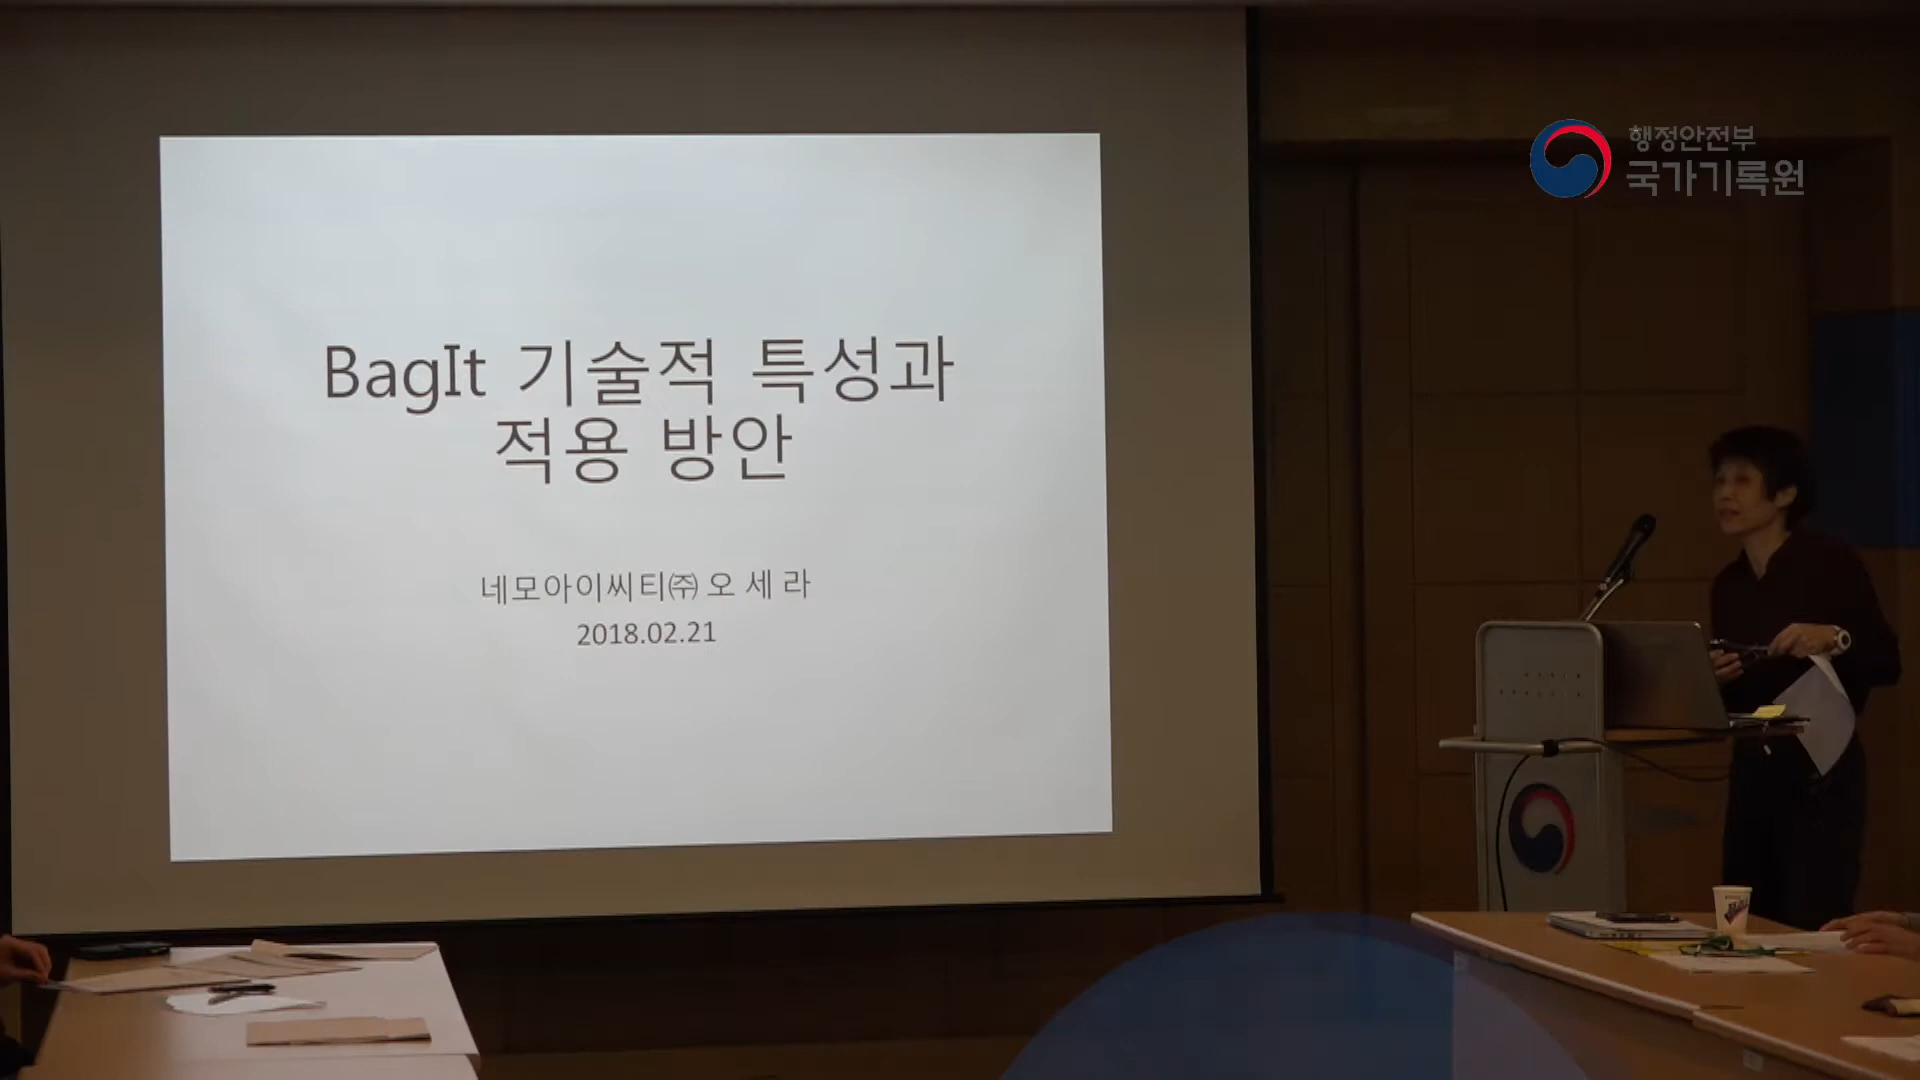 행정안전부
국가기록원
BagIt 기술적 특성과
적용 방안
네모아이씨티㈜ 오 세 라
2018.02.21